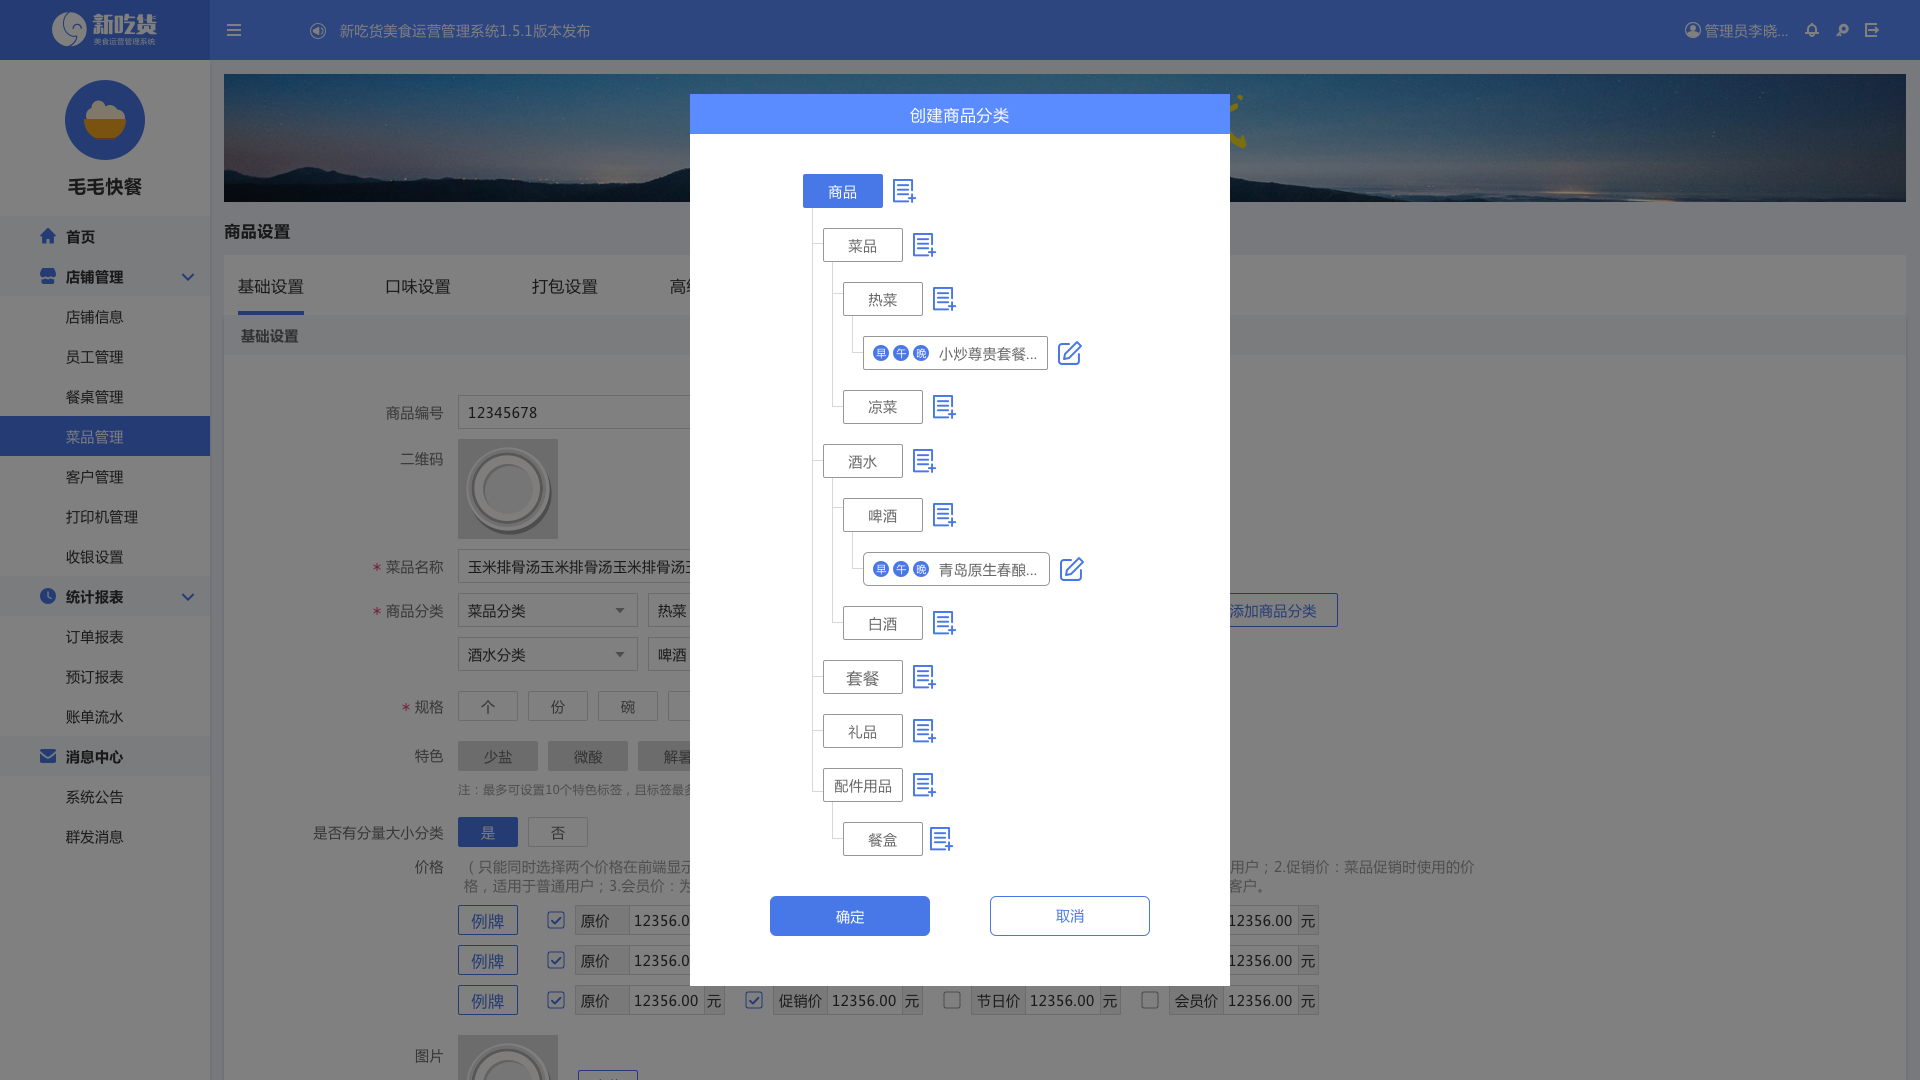 新吃货
美食运营管理系统
新吃货美食运营管理系统1.5.1版本发布
管理员李晓...
毛毛快餐
首页
店铺管理
店铺信息
员工管理
餐桌管理
菜品管理
客户管理
打印机管理
收银设置
统计报表
订单报表
预订报表
账单流水
消息中心
系统公告
群发消息
商品设置
基础设置 口味设置 打包设置
基础设置
商品编号 12345678
二维码
* 菜品名称 玉米排骨汤玉米排骨汤玉米排骨汤
* 商品分类 菜品分类 热菜 添加商品分类
酒水分类 啤酒
* 规格 个 份 碗
特色 少盐 微酸 解暑
注：最多可设置10个特色标签，且标签最多
是否有分量大小分类 是 否
价格 （只能同时选择两个价格在前端显示 用户；2.促销价：菜品促销时使用的价
格，适用于普通用户；3.会员价：为 客户。
例牌 原价 12356.0 12356.00 元
例牌 原价 12356.0 12356.00 元
例牌 原价 12356.00 元 促销价 12356.00 元 节日价 12356.00 元 会员价 12356.00 元
图片
创建商品分类
商品
菜品
热菜
早 午 晚 小炒尊贵套餐...
凉菜
酒水
啤酒
早 午 晚 青岛原生春酿...
白酒
套餐
礼品
配件用品
餐盒
确定 取消